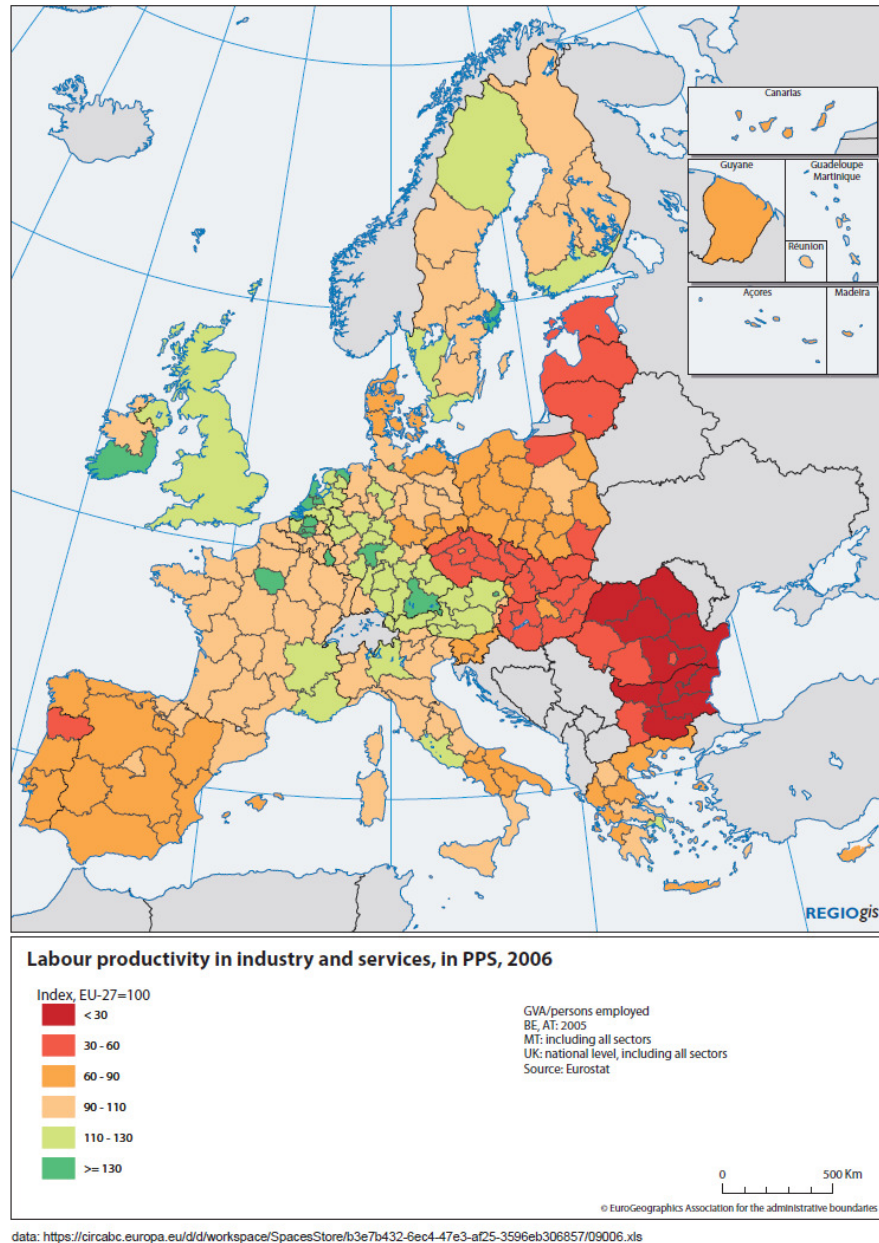 Canarias
Guyane
Guadeloupe
Martinique
Réunion
Açores
Madeira
REGIOgis
Labour productivity in industry and services, in PPS, 2006
Index, EU-27=100
< 30
30 - 60
60 - 90
90 - 110
110 - 130
>= 130
GVA/persons employed
BE, AT: 2005
MT: including all sectors
UK: national level, including all sectors
Source: Eurostat
0 500 Km
© EuroGeographics Association for the administrative boundaries
data: https://circabc.europa.eu/d/d/workspace/SpacesStore/b3e7b432-6ec4-47e3-af25-3596eb306857/09006.xls